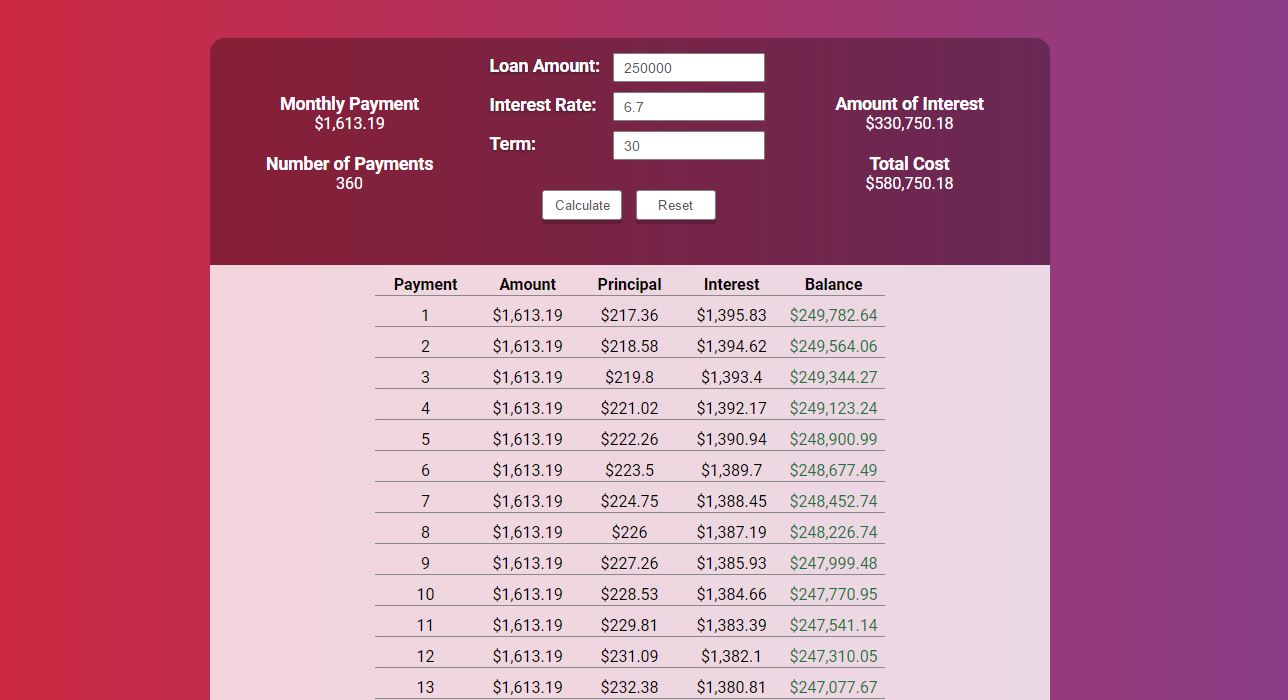 Loan Amount: 250000
Interest Rate: 6.7
Term: 30
Calculate Reset
Monthly Payment
$1,613.19
Number of Payments
360
Amount of Interest
$330,750.18
Total Cost
$580,750.18
Payment Amount Principal Interest Balance
1 $1,613.19 $217.36 $1,395.83 $249,782.64
2 $1,613.19 $218.58 $1,394.62 $249,564.06
3 $1,613.19 $219.8 $1,393.4 $249,344.27
4 $1,613.19 $221.02 $1,392.17 $249,123.24
5 $1,613.19 $222.26 $1,390.94 $248,900.99
6 $1,613.19 $223.5 $1,389.7 $248,677.49
7 $1,613.19 $224.75 $1,388.45 $248,452.74
8 $1,613.19 $226 $1,387.19 $248,226.74
9 $1,613.19 $227.26 $1,385.93 $247,999.48
10 $1,613.19 $228.53 $1,384.66 $247,770.95
11 $1,613.19 $229.81 $1,383.39 $247,541.14
12 $1,613.19 $231.09 $1,382.1 $247,310.05
13 $1,613.19 $232.38 $1,380.81 $247,077.67